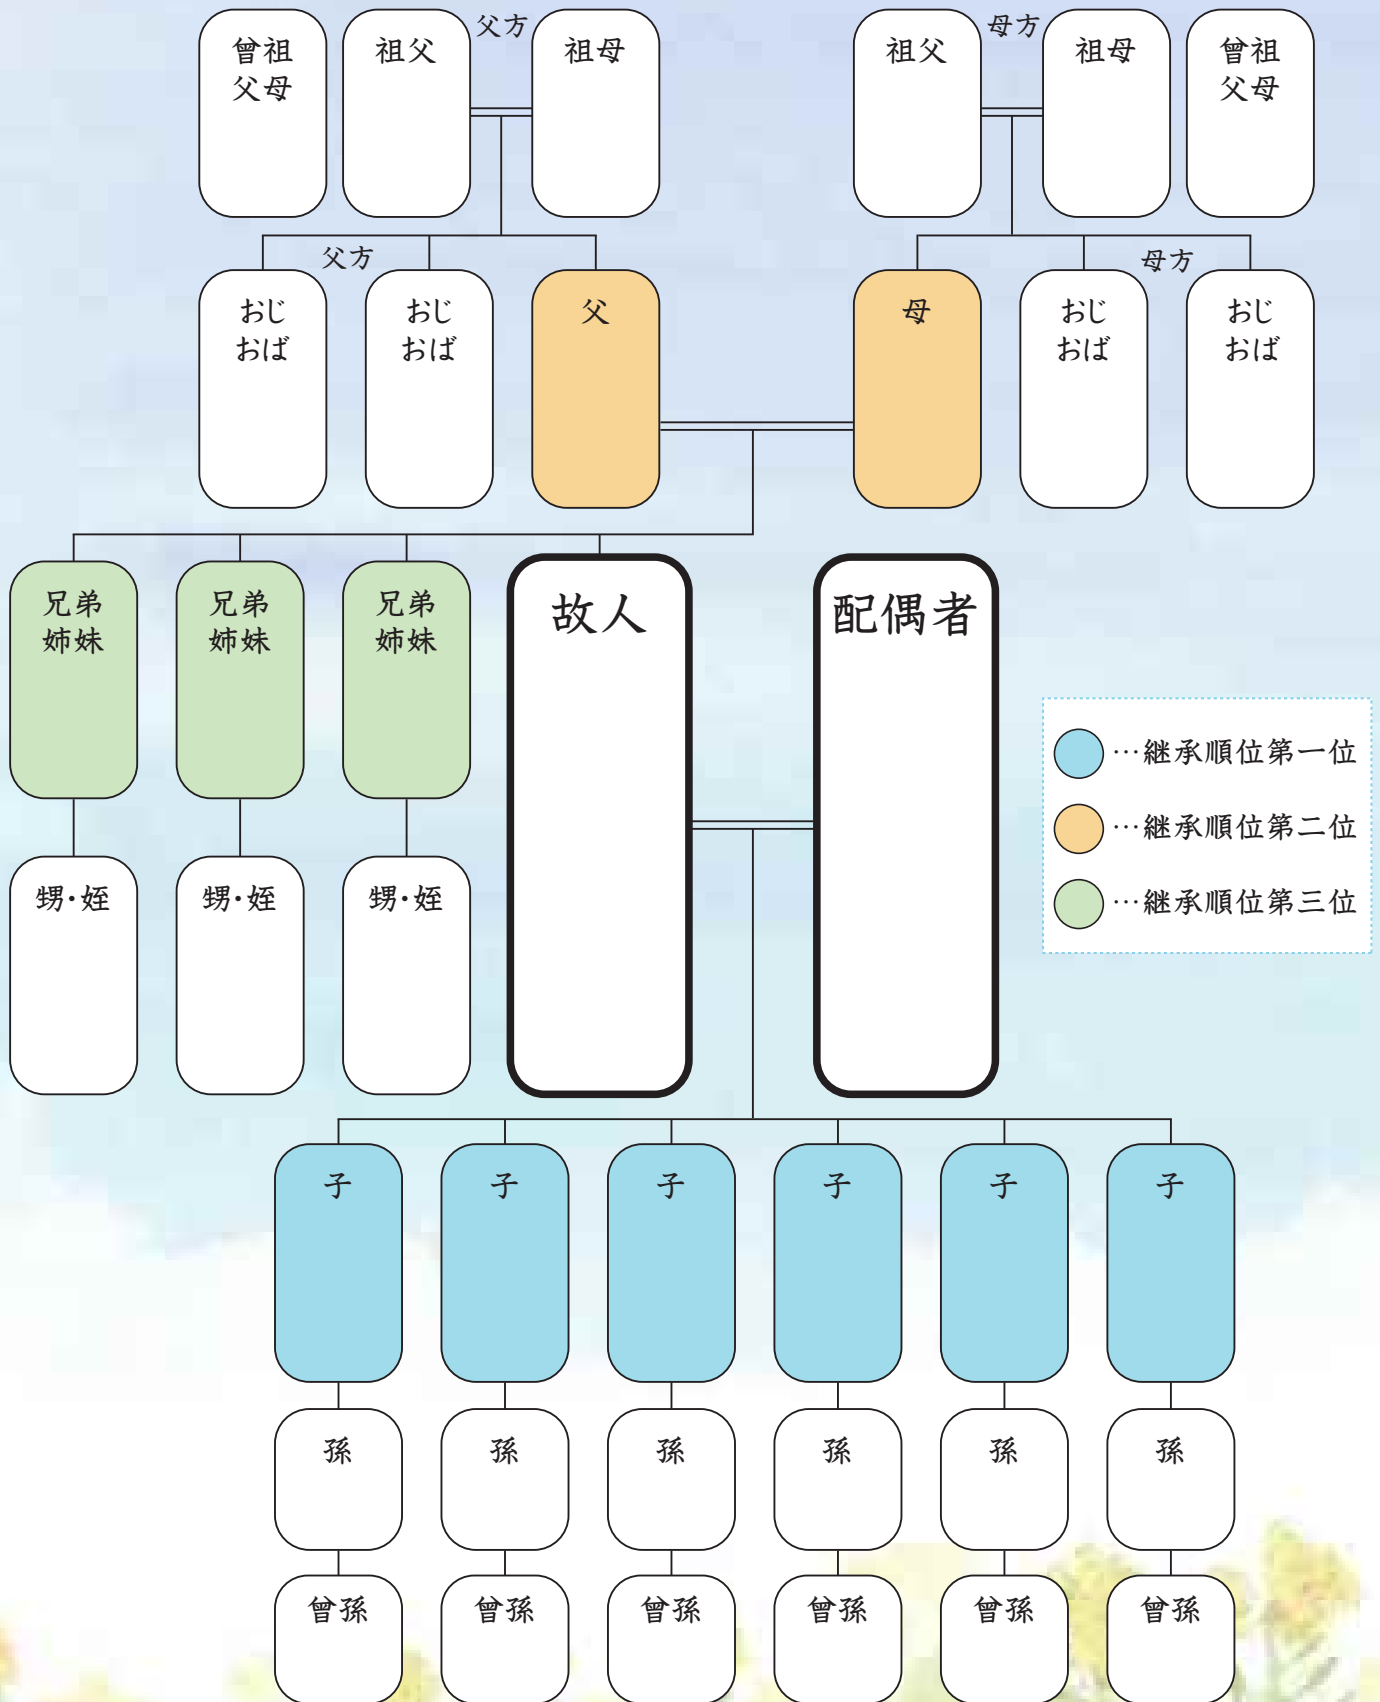 父方
母方
曾祖
父母
祖父
祖母
祖父
祖母
曾祖
父母
父方
母方
おじ
おば
おじ
おば
父
母
おじ
おば
おじ
おば
兄弟
姉妹
兄弟
姉妹
兄弟
姉妹
故人
配偶者
…継承順位第一位
…継承順位第二位
…継承順位第三位
甥・姪
甥・姪
甥・姪
子
子
子
子
子
子
孫
孫
孫
孫
孫
孫
曾孫
曾孫
曾孫
曾孫
曾孫
曾孫